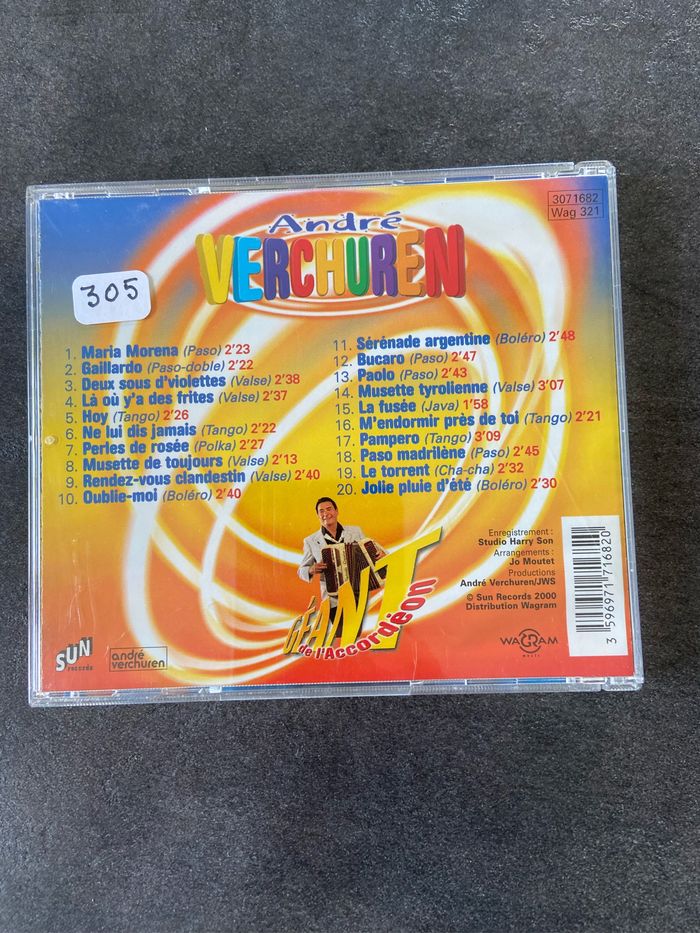 3071682
Wag 321
André
VERCHUREN
305
1. Maria Morena (Paso) 2'23
2. Gaillardo (Paso-doble) 2'22
3. Deux sous d'violettes (Valse) 2'38
4. Là où y'a des frites (Valse) 2'37
5. Hoy (Tango) 2'26
6. Ne lui dis jamais (Tango) 2'22
7. Perles de rosée (Polka) 2'27
8. Musette de toujours (Valse) 2'13
9. Rendez-vous clandestin (Valse) 2'40
10. Oublie-moi (Boléro) 2'40
11. Sérénade argentine (Boléro) 2'48
12. Bucaro (Paso) 2'47
13. Paolo (Paso) 2'43
14. Musette tyrolienne (Valse) 3'07
15. La fusée (Java) 1'58
16. M'endormir près de toi (Tango) 2'21
17. Pampero (Tango) 3'09
18. Paso madrilène (Paso) 2'45
19. Le torrent (Cha-cha) 2'32
20. Jolie pluie d'été (Boléro) 2'30
GÉANT
de l'Accordéon
Enregistrement :
Studio Harry Son
Arrangements :
Jo Moutet
Productions
André Verchuren/JWS
© Sun Records 2000
Distribution Wagram
3 596971 716820
SUN
records
andré
verchuren
WAGRAM